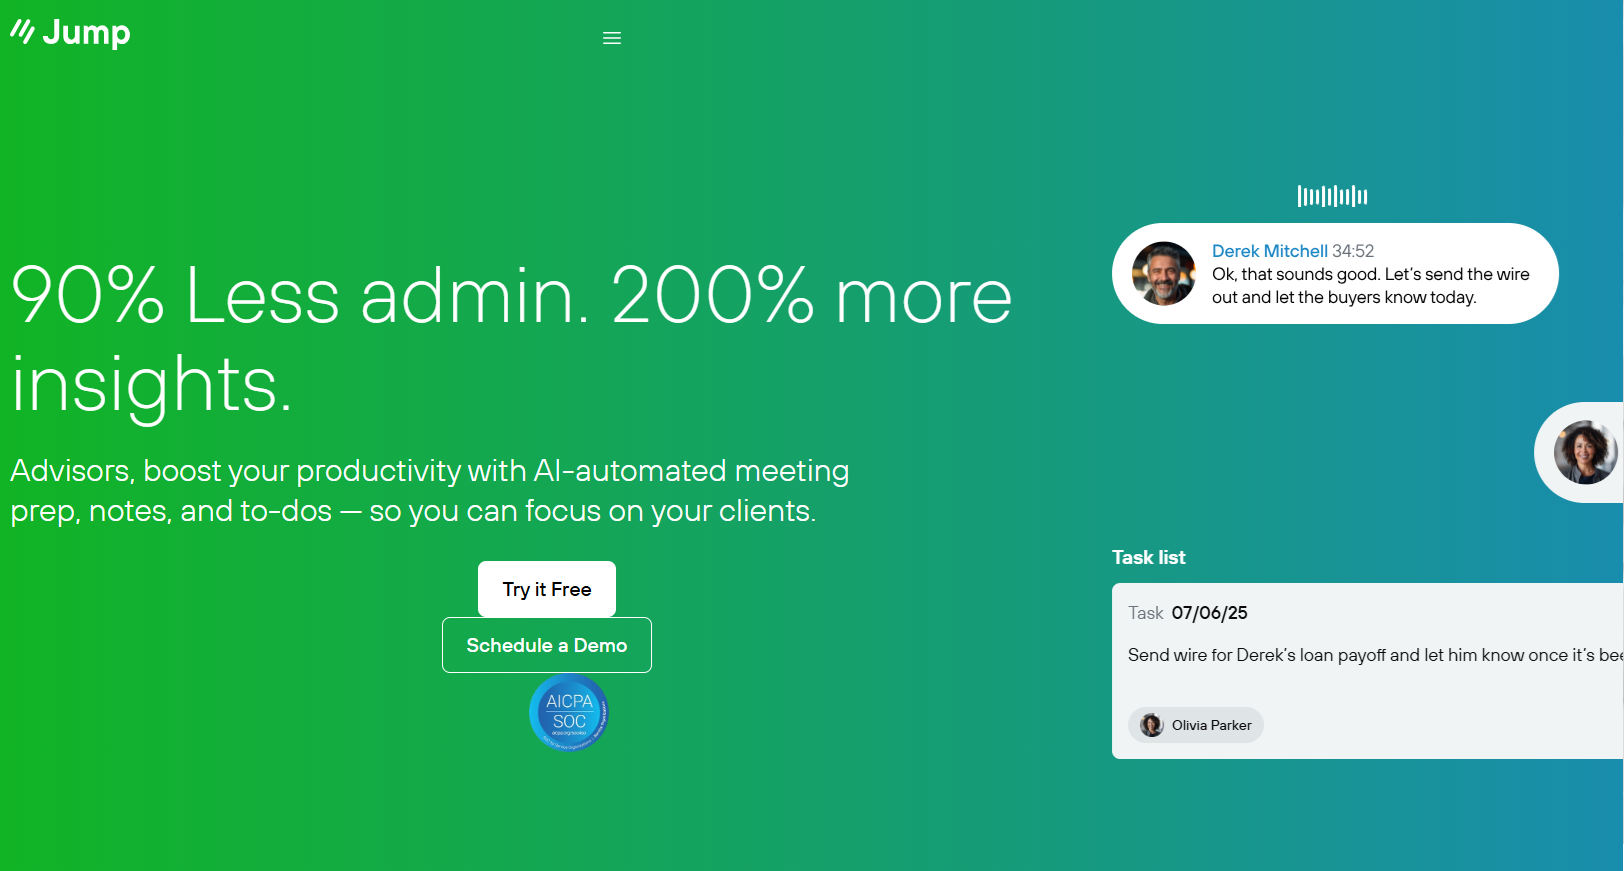 Jump
90% Less admin. 200% more
insights.
Advisors, boost your productivity with AI-automated meeting
prep, notes, and to-dos — so you can focus on your clients.
Try it Free
Schedule a Demo
AICPA
SOC
Derek Mitchell 34:52
Ok, that sounds good. Let's send the wire
out and let the buyers know today.
Task list
Task 07/06/25
Send wire for Derek's loan payoff and let him know once it's
Olivia Parker